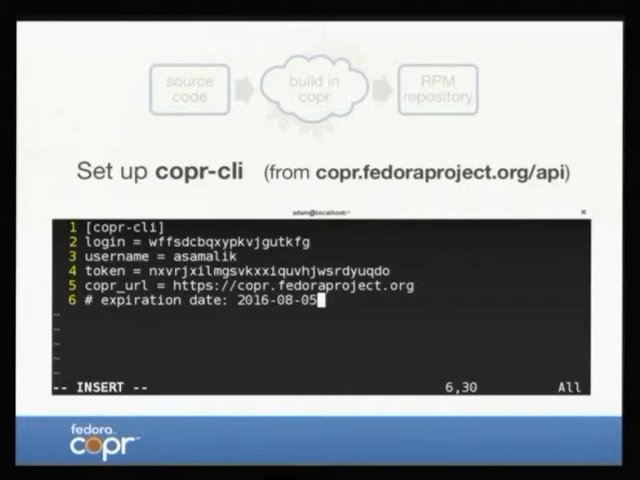 source
code
build in
copr
RPM
repository
Set up copr-cli (from copr.fedoraproject.org/api)
adam@localhost:~
1 [copr-cli]
2 login = wffsdcbqxypkvjgutkfg
3 username = asamalik
4 token = nxvrjxilmgsvkxxiquvhjwsrdyuqdo
5 copr_url = https://copr.fedoraproject.org
6 # expiration date: 2016-08-05
~
~
~
~
~
-- INSERT -- 6,30 All
fedora
copr